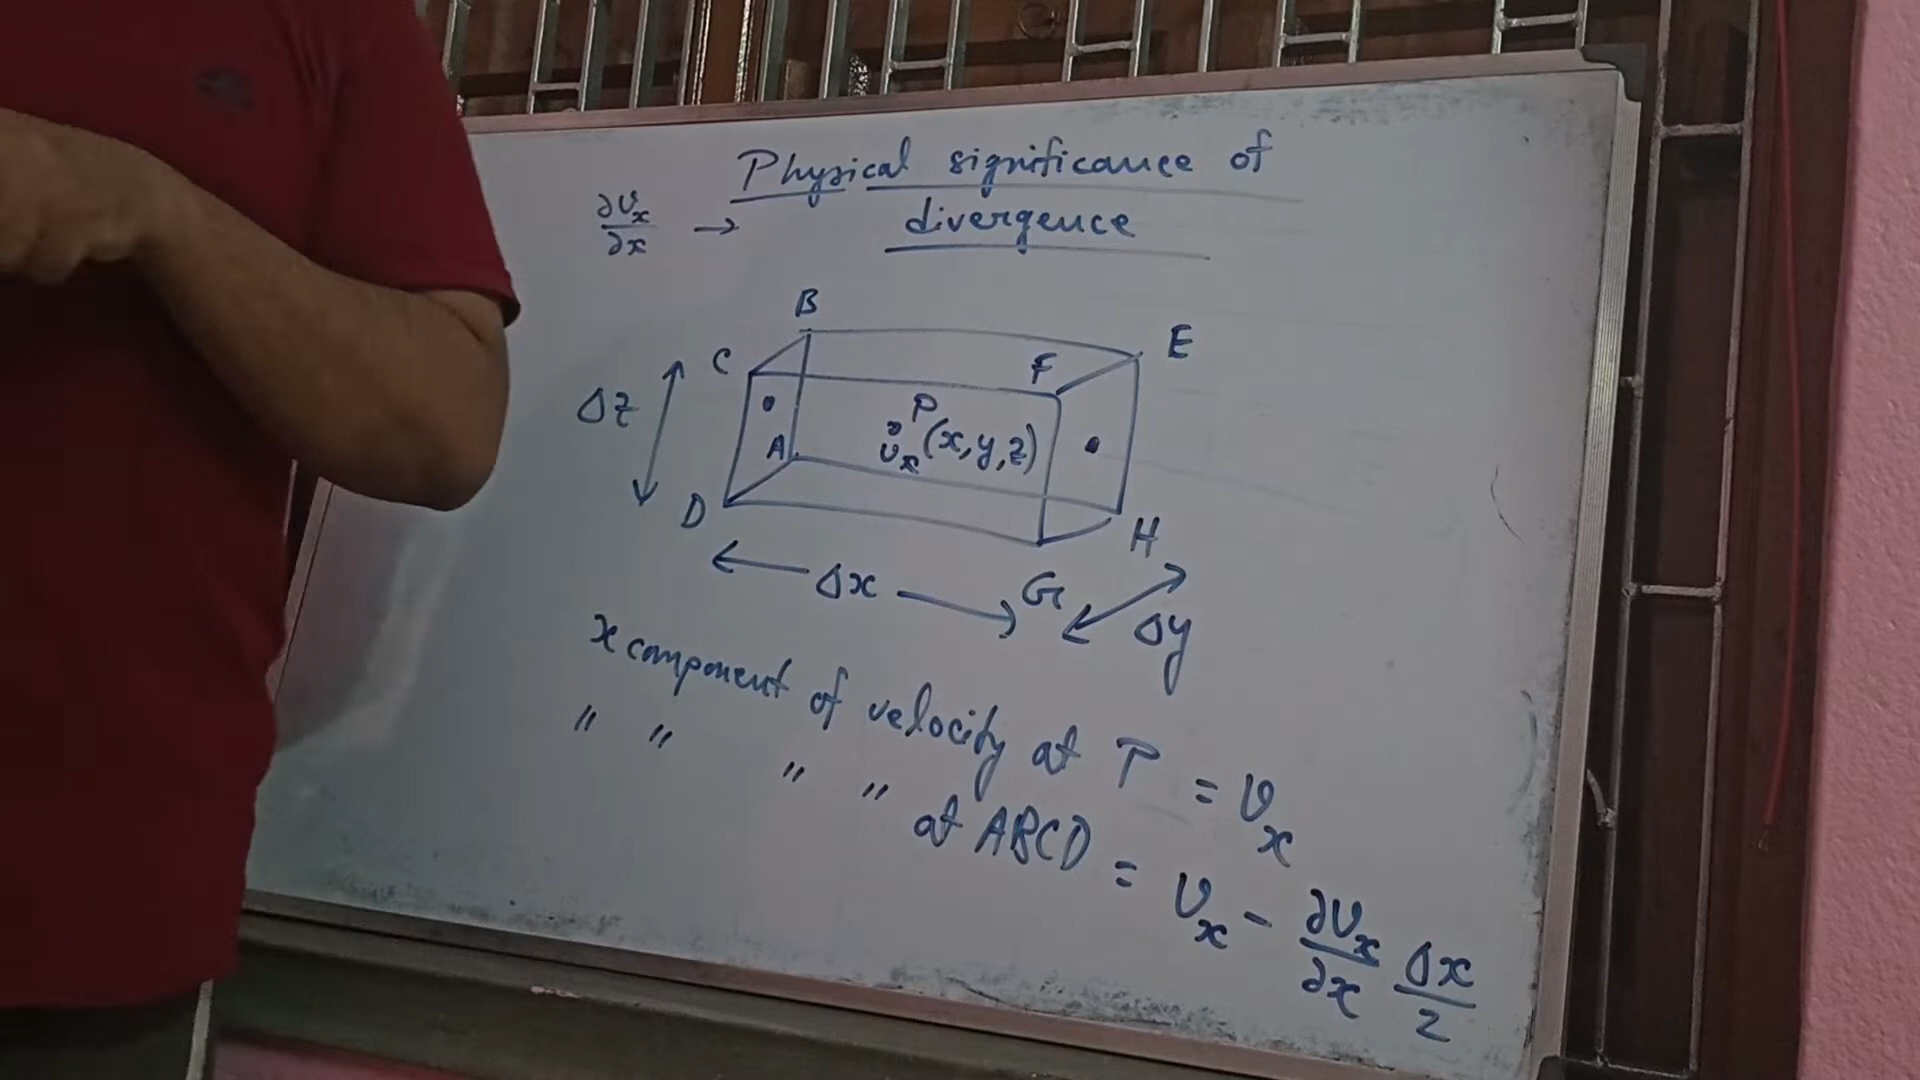 Physical significance of
divergence
∂vₓ/∂x →
B
E
C
F
Δz
P
vₓ (x, y, z)
A
D
H
Δx
G
Δy
x component of velocity at P = vₓ
" " " " at ABCD = vₓ - ∂vₓ/∂x Δx/2